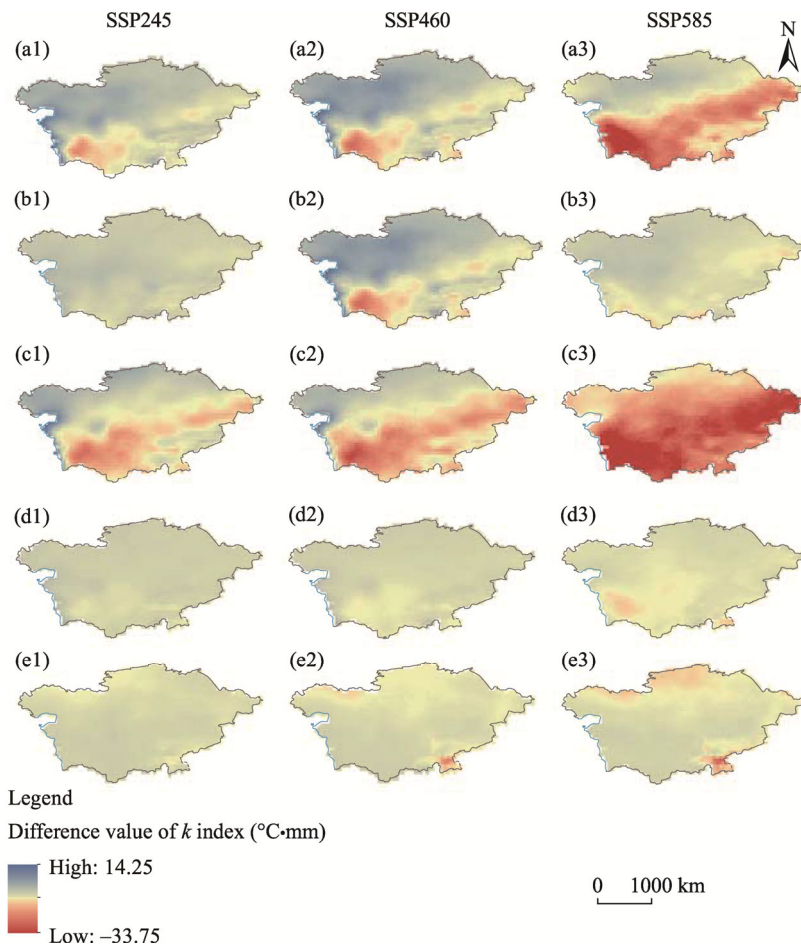 SSP245 SSP460 SSP585
(a1) (a2) (a3) N
(b1) (b2) (b3)
(c1) (c2) (c3)
(d1) (d2) (d3)
(e1) (e2) (e3)
Legend
Difference value of k index (°C•mm)
High: 14.25
0 1000 km
Low: –33.75